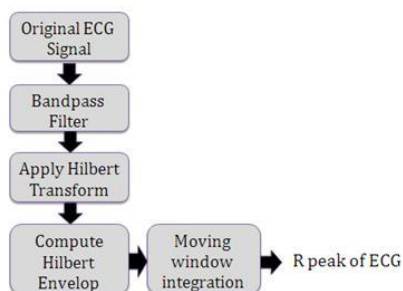 Original ECG
Signal
Bandpass
Filter
Apply Hilbert
Transform
Compute
Hilbert
Envelop
Moving
window
integration
R peak of ECG